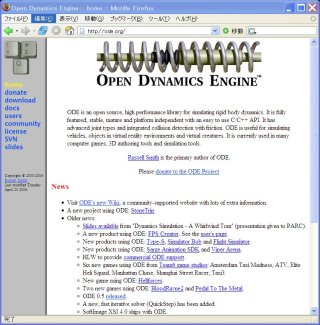 Open Dynamics Engine - home - Mozilla Firefox
ファイル(F) 編集(E) 表示(V) 移動(G) ブックマーク(B) ツール(T) ヘルプ(H)
http://ode.org/
移動
OPEN DYNAMICS ENGINE™
home
donate
download
docs
users
community
license
SVN
slides
Copyright © 2000-2006
Russell Smith
Last modified Tuesday
April 18 2006.
ODE is an open source, high performance library for simulating rigid body dynamics. It is fully
featured, stable, mature and platform independent with an easy to use C/C++ API. It has
advanced joint types and integrated collision detection with friction. ODE is useful for simulating
vehicles, objects in virtual reality environments and virtual creatures. It is currently used in many
computer games, 3D authoring tools and simulation tools.
Russell Smith is the primary author of ODE.
Please donate to the ODE Project
News
Visit ODE's new Wiki, a community-supported website with lots of extra information.
A new project using ODE: StoneTrip
Older news:
Slides available from "Dynamics Simulation - A Whirlwind Tour" (presentation given to PARC).
A new product using ODE: FPS Creator. See the user's page.
New products using ODE: Type-S, Simulator Bob and Flight Simulator.
New products using ODE: Sarge Animation SDK and Vizient.
HLW to provide commercial ODE support
Six new games using ODE from Team6 game studios: Amsterdam Taxi Madness, ATV, Elite
Heli Squad, Manhattan Chase, Shanghai Street Racer, Taxi3.
New game using ODE: Hellforces
Two new games using ODE: BloodRayne2 and Pedal To The Metal.
ODE 0.5 released.
A new, fast iterative solver (QuickStep) has been added.
SoftImage XSI 4.0 ships with ODE.
完了